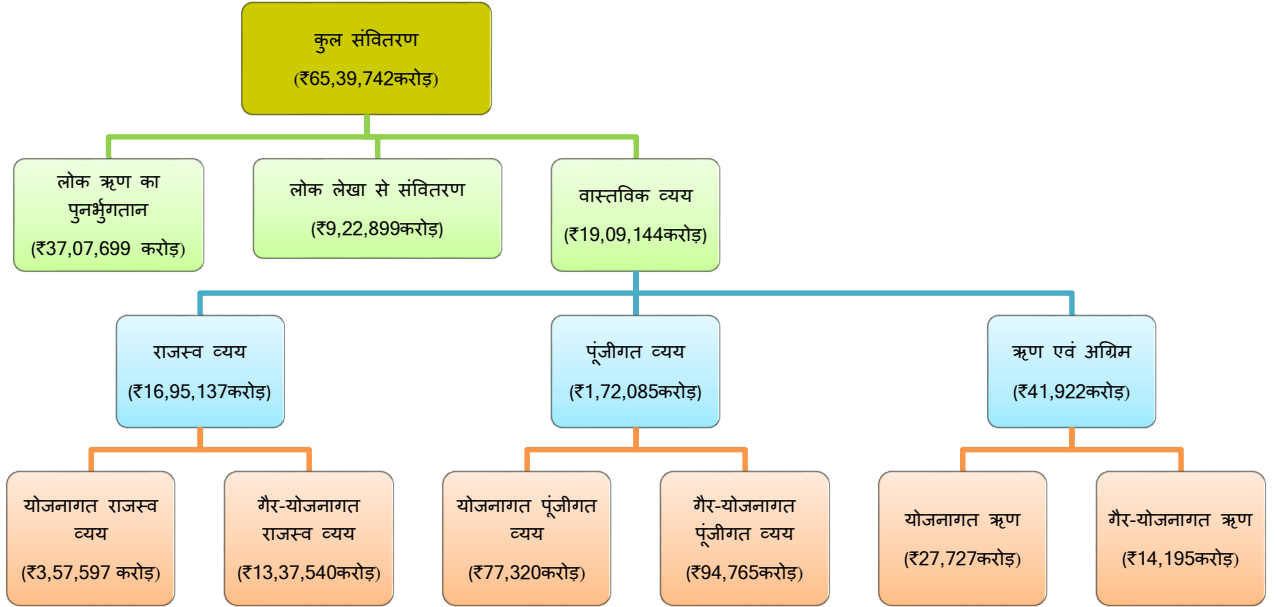 कुल संवितरण
(₹65,39,742करोड़)
लोक ऋण का
पुनर्भुगतान
(₹37,07,699 करोड़)
लोक लेखा से संवितरण
(₹9,22,899करोड़)
वास्तविक व्यय
(₹19,09,144करोड़)
राजस्व व्यय
(₹16,95,137करोड़)
पूंजीगत व्यय
(₹1,72,085करोड़)
ऋण एवं अग्रिम
(₹41,922करोड़)
योजनागत राजस्व
व्यय
(₹3,57,597 करोड़)
गैर-योजनागत
राजस्व व्यय
(₹13,37,540करोड़)
योजनागत पूंजीगत
व्यय
(₹77,320करोड़)
गैर-योजनागत
पूंजीगत व्यय
(₹94,765करोड़)
योजनागत ऋण
(₹27,727करोड़)
गैर-योजनागत ऋण
(₹14,195करोड़)